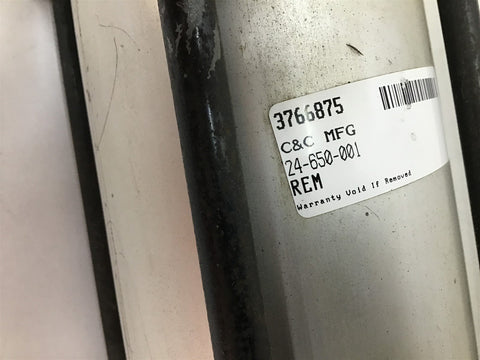 3766875
C&C MFG
24-650-001
REM
Warranty Void If Removed